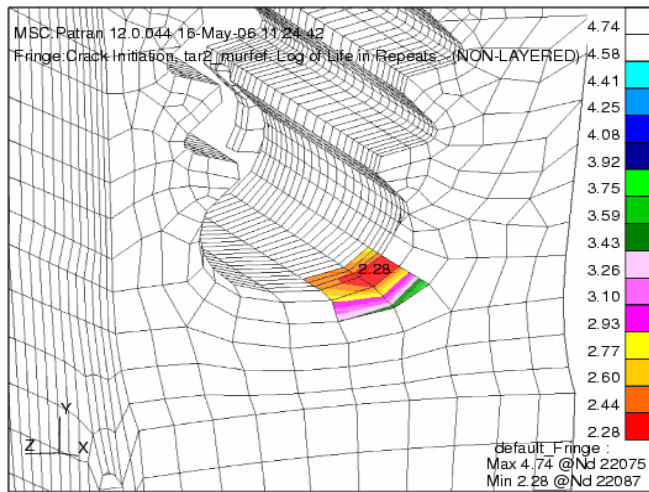 MSC.Patran 12.0.044 16-May-06 11:24:42
Fringe:Crack Initiation, tar2_murfef: Log of Life in Repeats, -(NON-LAYERED)
4.74
4.58
4.41
4.25
4.08
3.92
3.75
3.59
3.43
3.26
3.10
2.93
2.77
2.60
2.44
2.28
2.28
Y
Z
X
default_Fringe :
Max 4.74 @Nd 22075
Min 2.28 @Nd 22087